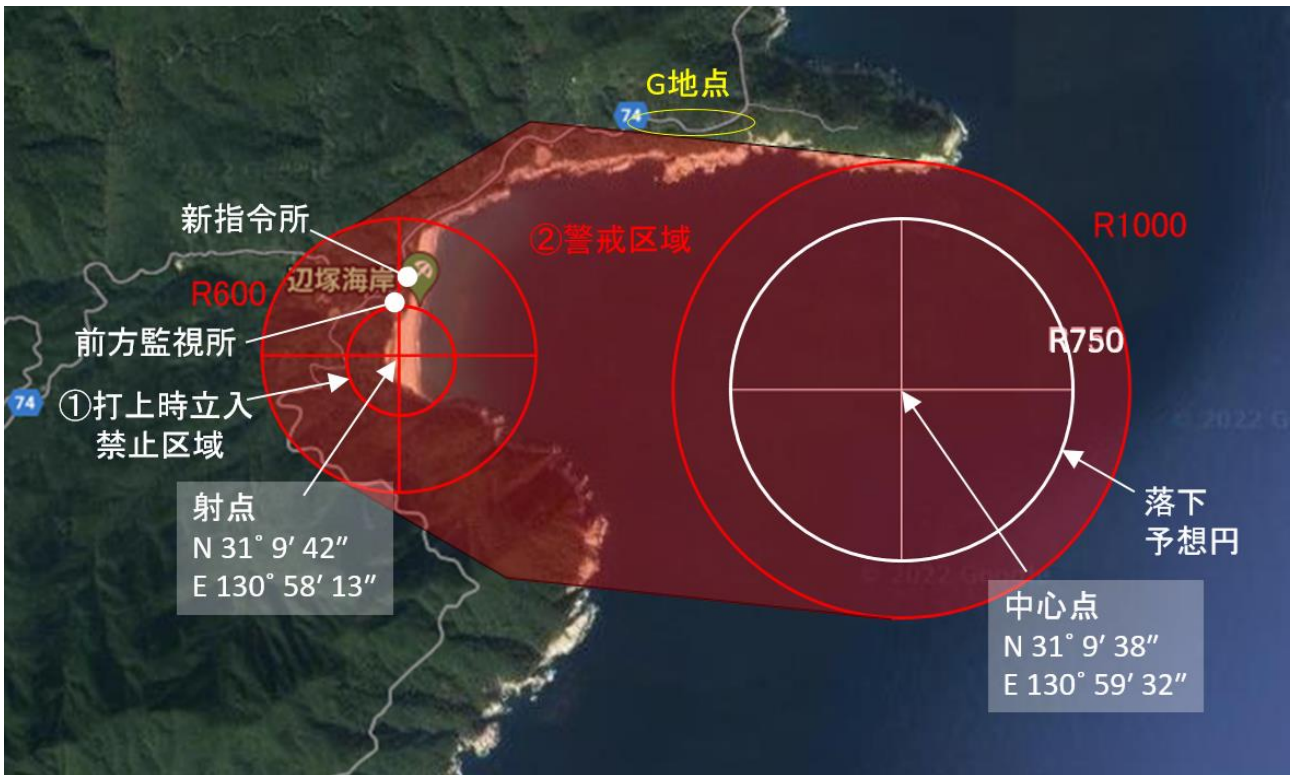 G地点
74
新指令所
②警戒区域
R1000
辺塚海岸
R600
前方監視所
R750
74
①打上時立入
禁止区域
© 2022 G
射点
N 31° 9′ 42″
E 130° 58′ 13″
落下
予想円
© 2022 Goog
中心点
N 31° 9′ 38″
E 130° 59′ 32″